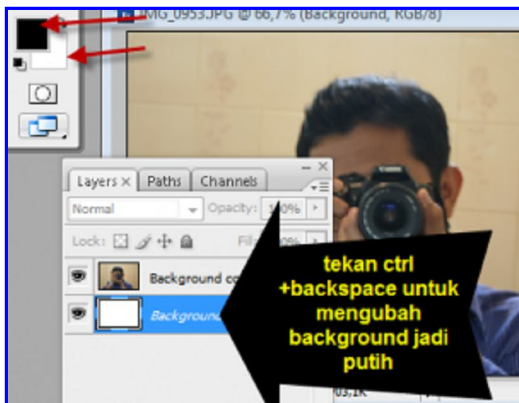 IMG_0953.JPG @ 66,7% (Background, RGB/8)
Layers × Paths Channels
Normal Opacity:
Lock: Fill:
Background
Background
tekan ctrl
+backspace untuk
mengubah
background jadi
putih